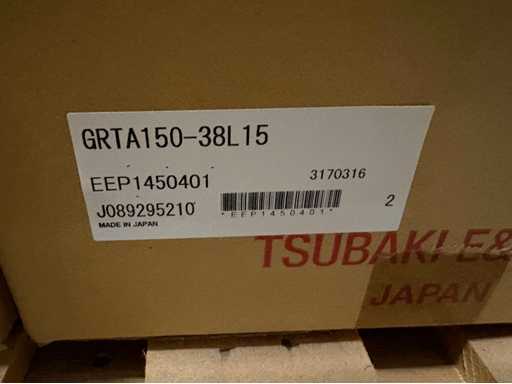 GRTA150-38L15
EEP1450401
3170316
J089295210
*EEP1450401*
2
MADE IN JAPAN
TSUBAKI E&
JAPAN